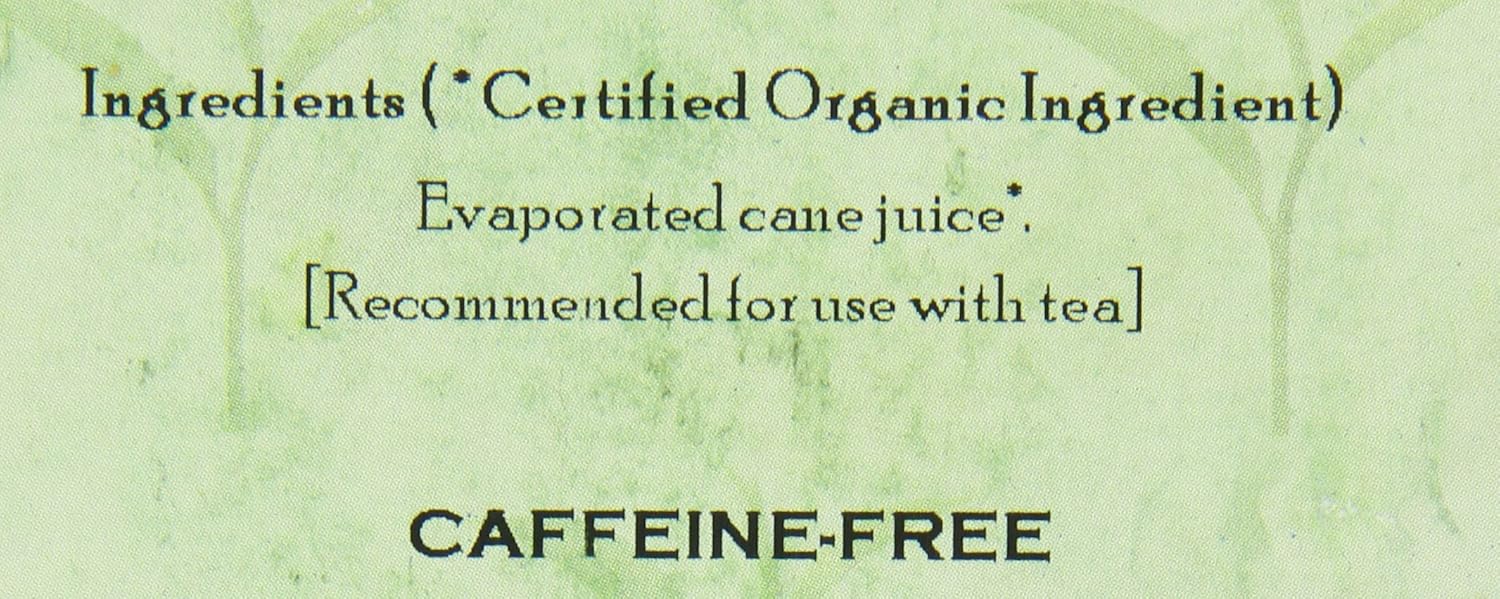 Ingredients (*Certified Organic Ingredient)
Evaporated cane juice*.
[Recommended for use with tea]
CAFFEINE-FREE